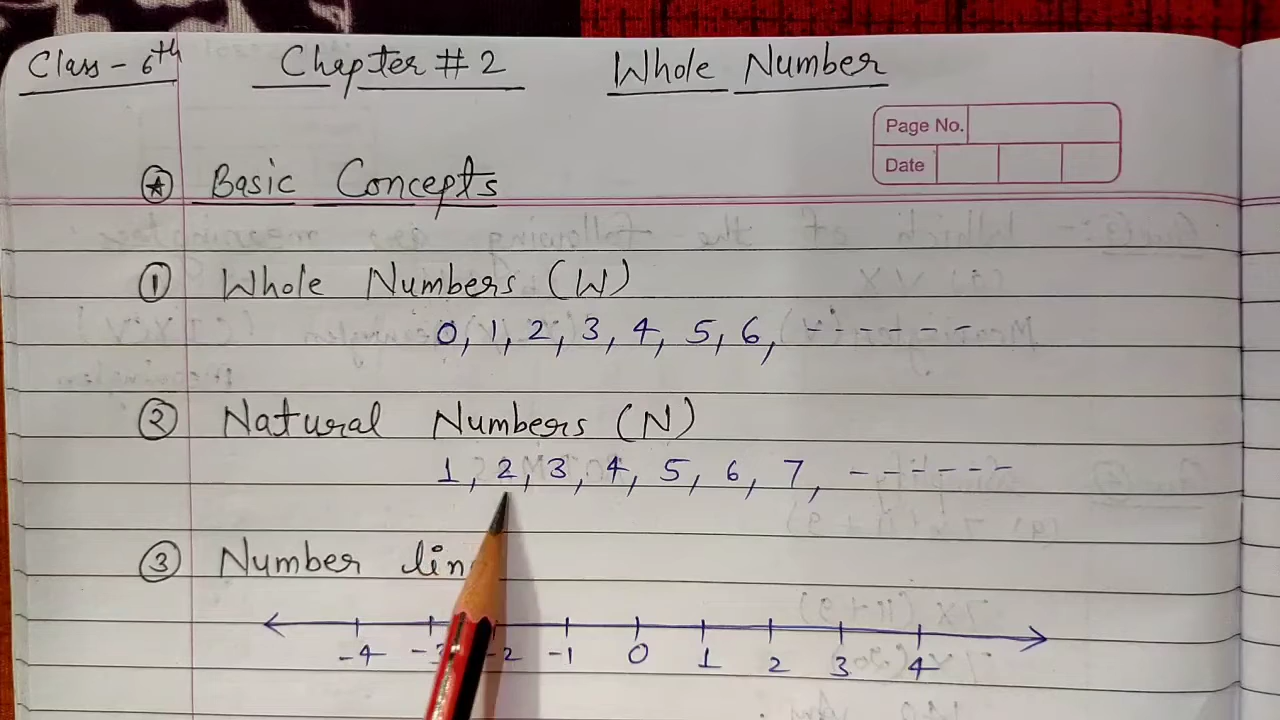 Class - 6th Chapter # 2 Whole Number
Page No.
Date
Basic Concepts
① Whole Numbers (W)
0, 1, 2, 3, 4, 5, 6, - - - - - -
② Natural Numbers (N)
1, 2, 3, 4, 5, 6, 7, - - - - - -
③ Number lin
-4 -3 -2 -1 0 1 2 3 4